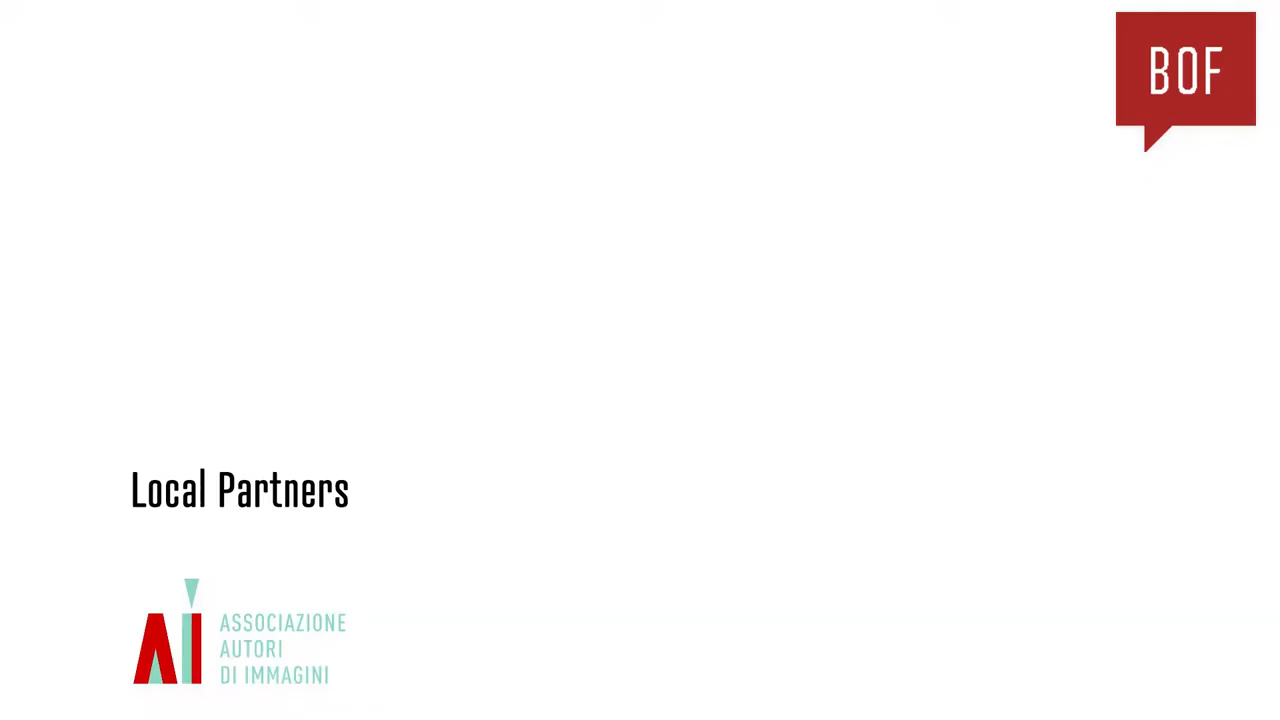 BOF
Local Partners
AI
ASSOCIAZIONE
AUTORI
DI IMMAGINI